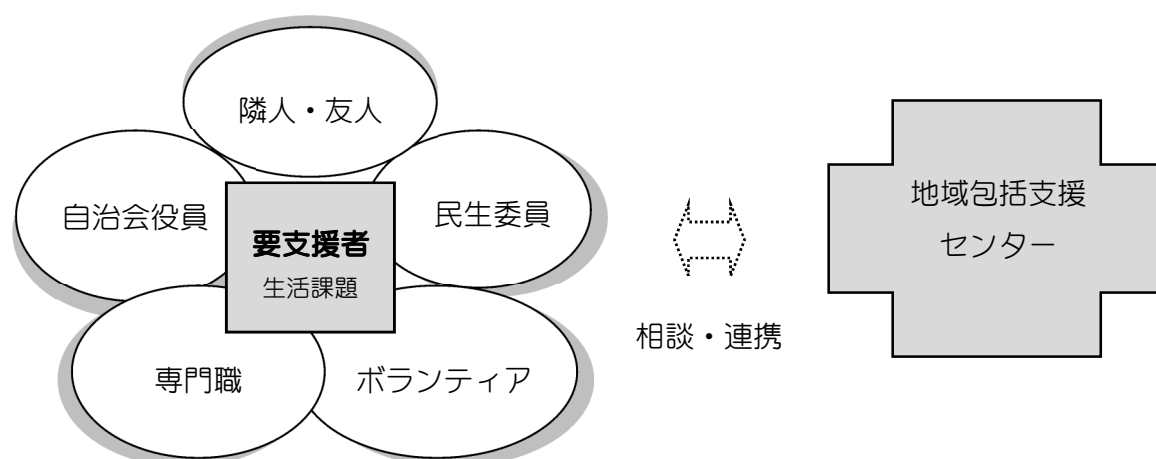 隣人・友人
自治会役員
民生委員
要支援者
生活課題
専門職
ボランティア
相談・連携
地域包括支援
センター